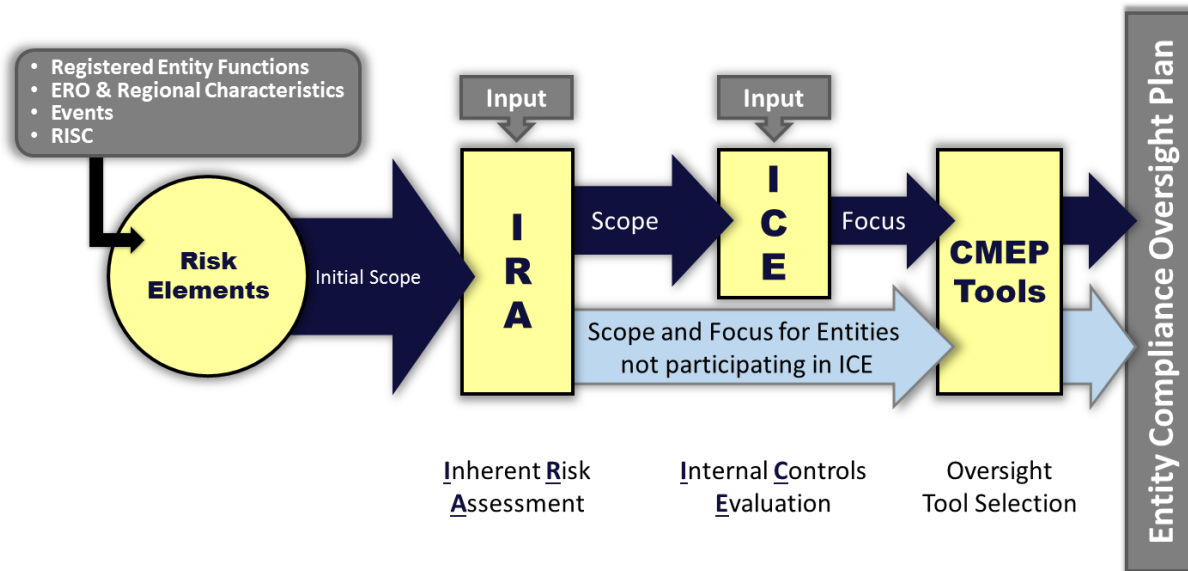 • Registered Entity Functions
• ERO & Regional Characteristics
• Events
• RISC
Input
Input
Risk
Elements
Initial Scope
I
R
A
Scope
I
C
E
Focus
CMEP
Tools
Scope and Focus for Entities
not participating in ICE
Inherent Risk
Assessment
Internal Controls
Evaluation
Oversight
Tool Selection
Entity Compliance Oversight Plan